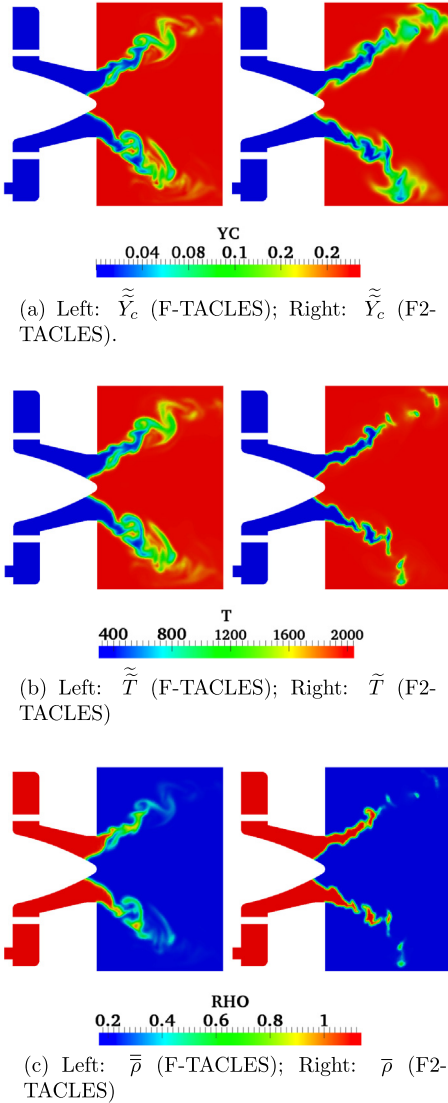 YC
0.04 0.08 0.1 0.2 0.2
(a) Left: Ỹ̃_c (F-TACLES); Right: Ỹ̃_c (F2-
TACLES).
T
400 800 1200 1600 2000
(b) Left: T̃̃ (F-TACLES); Right: T̃ (F2-
TACLES)
RHO
0.2 0.4 0.6 0.8 1
(c) Left: ρ̅̅ (F-TACLES); Right: ρ̅ (F2-
TACLES)